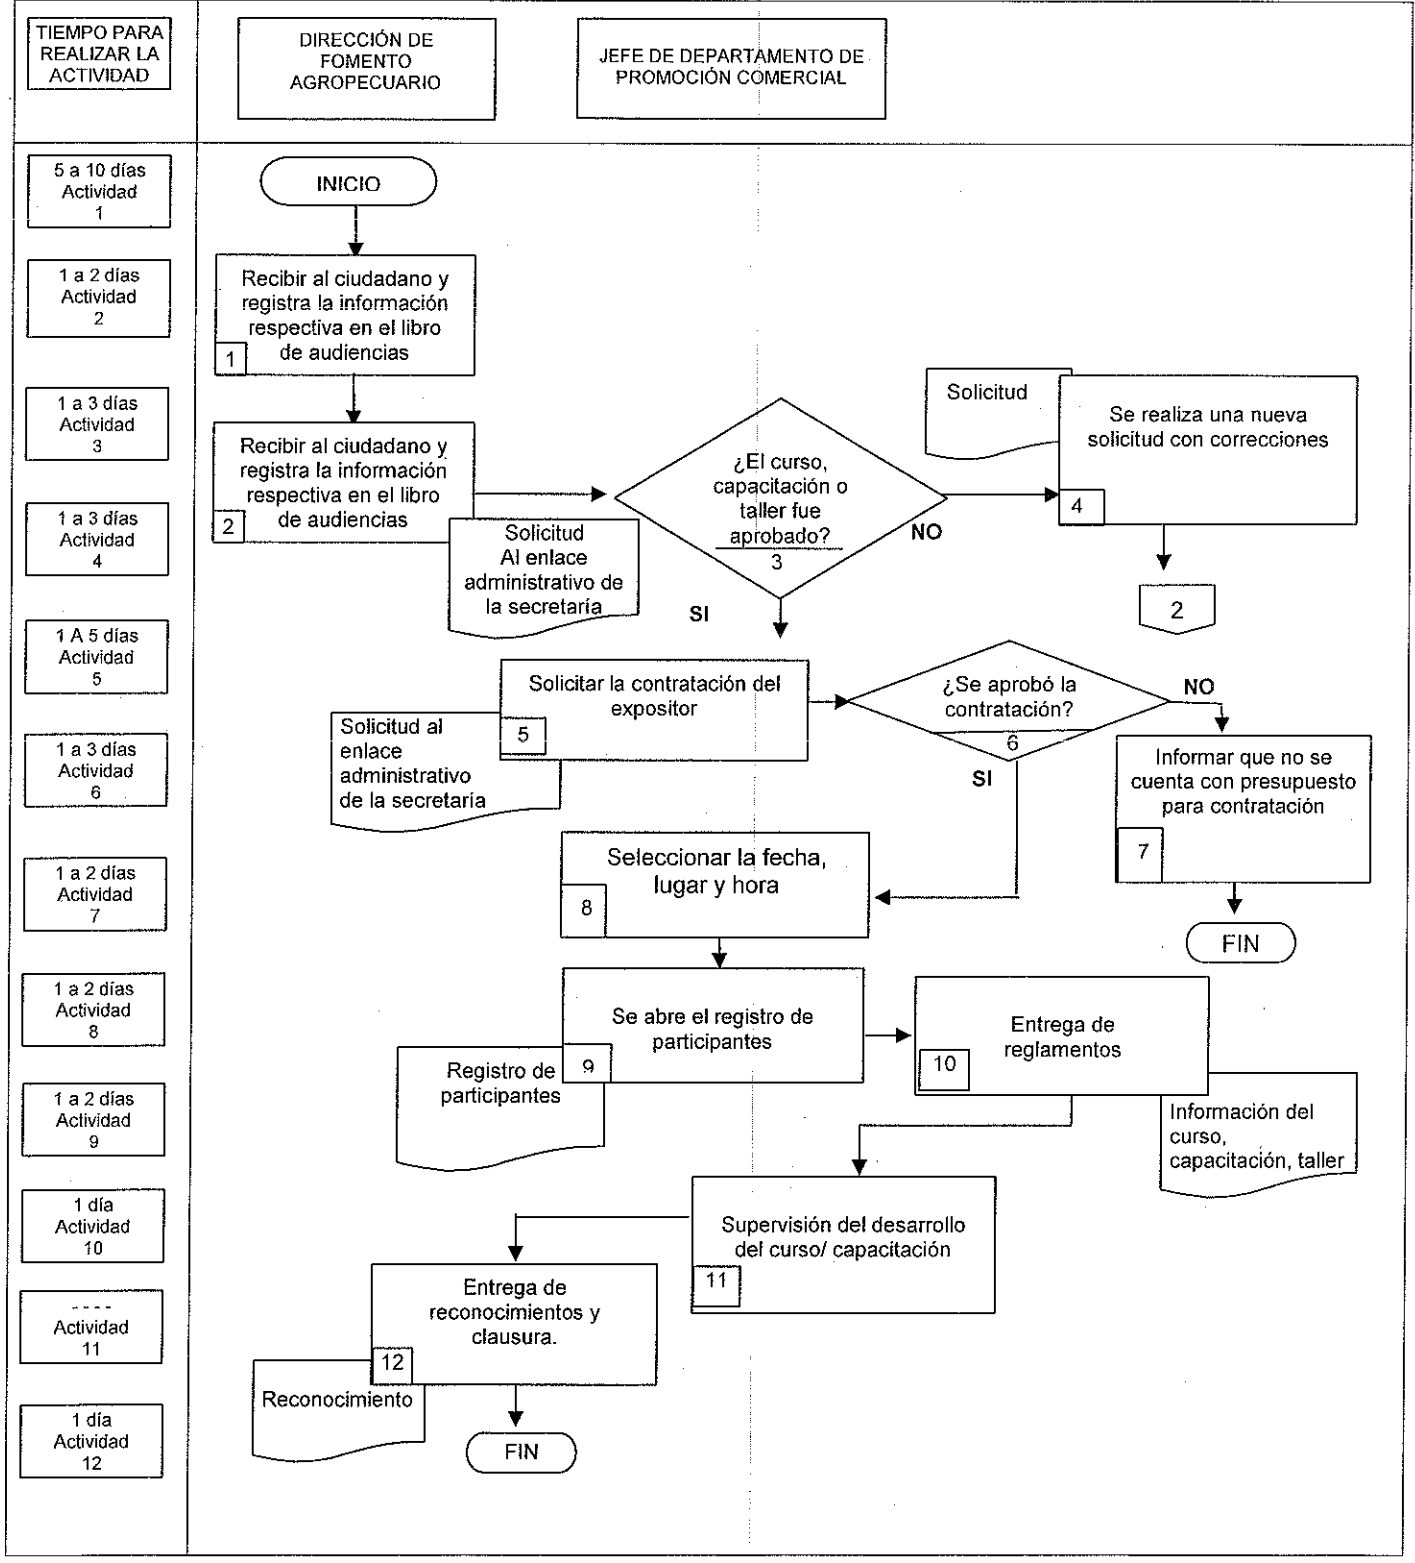 TIEMPO PARA
REALIZAR LA
ACTIVIDAD
DIRECCIÓN DE
FOMENTO
AGROPECUARIO
JEFE DE DEPARTAMENTO DE
PROMOCIÓN COMERCIAL
5 a 10 días
Actividad
1
1 a 2 días
Actividad
2
1 a 3 días
Actividad
3
1 a 3 días
Actividad
4
1 A 5 días
Actividad
5
1 a 3 días
Actividad
6
1 a 2 días
Actividad
7
1 a 2 días
Actividad
8
1 a 2 días
Actividad
9
1 día
Actividad
10
----
Actividad
11
1 día
Actividad
12
INICIO
Recibir al ciudadano y
registra la información
respectiva en el libro
de audiencias
1
Recibir al ciudadano y
registra la información
respectiva en el libro
de audiencias
2
Solicitud
Al enlace
administrativo de
la secretaría
¿El curso,
capacitación o
taller fue
aprobado?
3
NO
SI
Solicitud
Se realiza una nueva
solicitud con correcciones
4
2
Solicitar la contratación del
expositor
5
Solicitud al
enlace
administrativo
de la secretaría
¿Se aprobó la
contratación?
6
NO
SI
Informar que no se
cuenta con presupuesto
para contratación
7
FIN
Seleccionar la fecha,
lugar y hora
8
Se abre el registro de
participantes
9
Registro de
participantes
Entrega de
reglamentos
10
Información del
curso,
capacitación, taller
Supervisión del desarrollo
del curso/ capacitación
11
Entrega de
reconocimientos y
clausura.
12
Reconocimiento
FIN